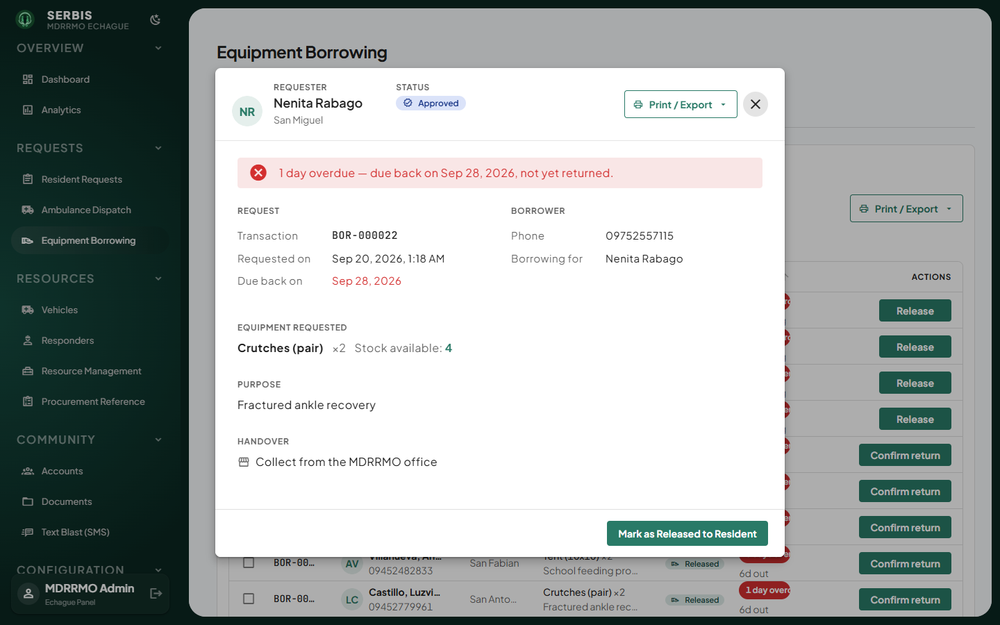 SERBIS
MDRRMO ECHAGUE
OVERVIEW
Dashboard
Analytics
REQUESTS
Resident Requests
Ambulance Dispatch
Equipment Borrowing
RESOURCES
Vehicles
Responders
Resource Management
Procurement Reference
COMMUNITY
Accounts
Documents
Text Blast (SMS)
CONFIGURATION
MDRRMO Admin
Echague Panel
Equipment Borrowing
REQUESTER
NR
Nenita Rabago
San Miguel
STATUS
Approved
Print / Export
1 day overdue — due back on Sep 28, 2026, not yet returned.
REQUEST
Transaction BOR-000022
Requested on Sep 20, 2026, 1:18 AM
Due back on Sep 28, 2026
BORROWER
Phone 09752557115
Borrowing for Nenita Rabago
EQUIPMENT REQUESTED
Crutches (pair) ×2 Stock available: 4
PURPOSE
Fractured ankle recovery
HANDOVER
Collect from the MDRRMO office
Mark as Released to Resident
Print / Export
ACTIONS
Release
Release
Release
Release
Confirm return
Confirm return
Confirm return
BOR-00… AV San Fabian Released Confirm return
09452482833 School feeding pro… 6d out
BOR-00… LC Castillo, Luzvi… San Anto… Crutches (pair) ×2 Released 1 day overd Confirm return
09452779961 Fractured ankle rec… 6d out